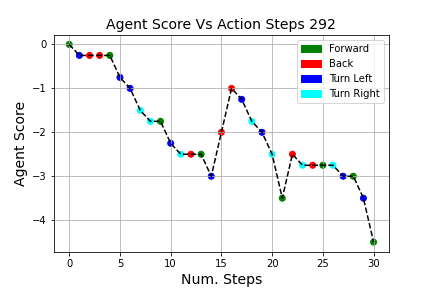 Agent Score Vs Action Steps 292
Forward
Back
Turn Left
Turn Right
Agent Score
0
−1
−2
−3
−4
0 5 10 15 20 25 30
Num. Steps